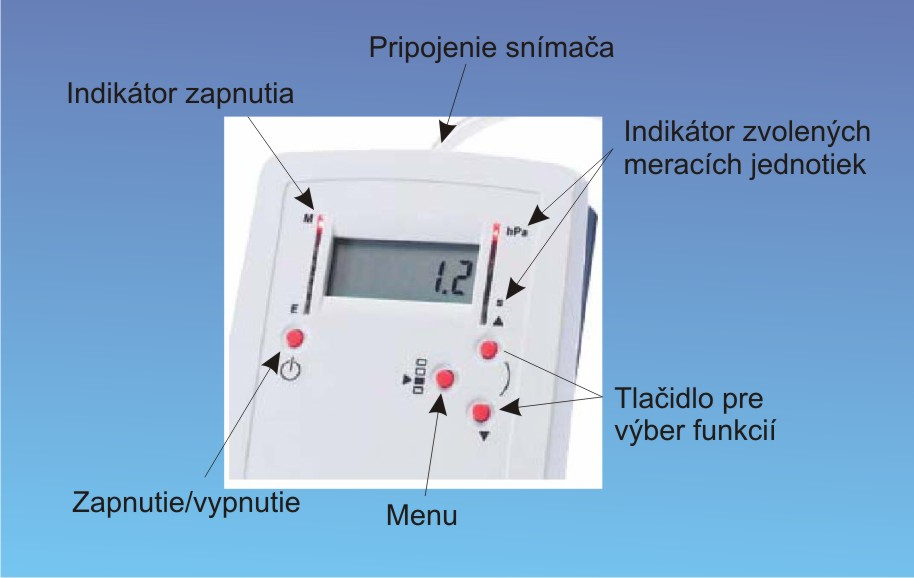 Pripojenie snímača
Indikátor zapnutia
Indikátor zvolených
meracích jednotiek
M
hPa
1.2
E
s
Tlačidlo pre
výber funkcií
Zapnutie/vypnutie
Menu